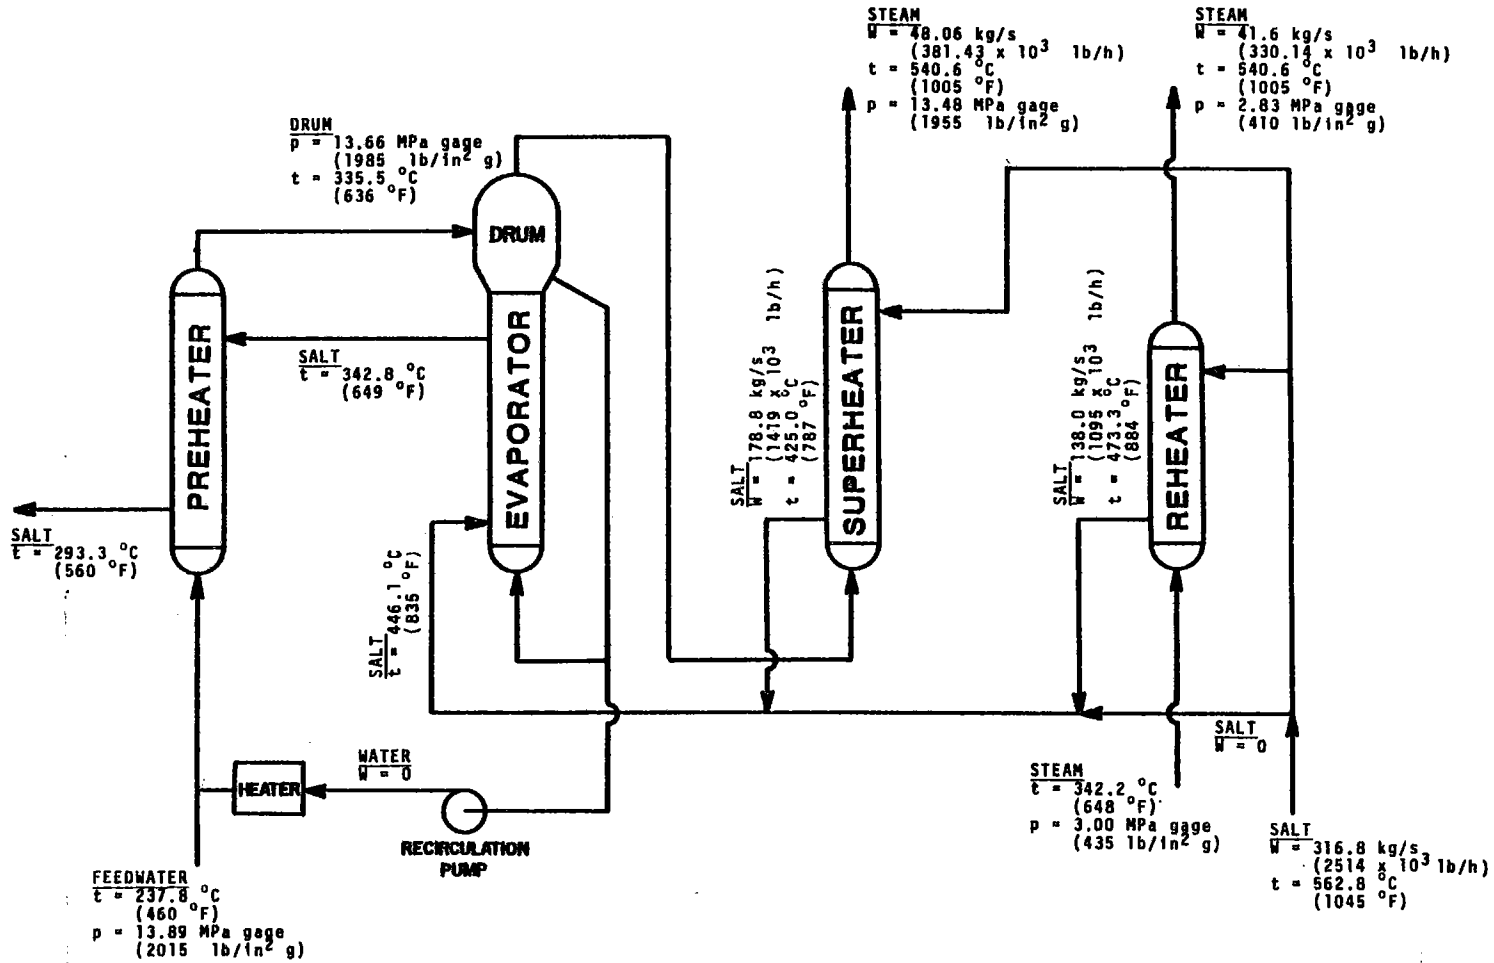 STEAM
W = 48.06 kg/s
(381.43 x 10³ lb/h)
t = 540.6 °C
(1005 °F)
p = 13.48 MPa gage
(1955 lb/in² g)
STEAM
W = 41.6 kg/s
(330.14 x 10³ lb/h)
t = 540.6 °C
(1005 °F)
p = 2.83 MPa gage
(410 lb/in² g)
DRUM
p = 13.66 MPa gage
(1985 lb/in² g)
t = 335.5 °C
(636 °F)
DRUM
PREHEATER
EVAPORATOR
SUPERHEATER
REHEATER
SALT
t = 342.8 °C
(649 °F)
SALT
W = 178.8 kg/s
(1419 x 10³ lb/h)
t = 425.0 °C
(787 °F)
SALT
W = 138.0 kg/s
(1095 x 10³ lb/h)
t = 473.3 °C
(884 °F)
SALT
t = 293.3 °C
(560 °F)
SALT
t = 446.1 °C
(835 °F)
SALT
W = 0
WATER
W = 0
HEATER
RECIRCULATION
PUMP
STEAM
t = 342.2 °C
(648 °F)
p = 3.00 MPa gage
(435 lb/in² g)
SALT
W = 316.8 kg/s
(2514 x 10³ lb/h)
t = 562.8 °C
(1045 °F)
FEEDWATER
t = 237.8 °C
(460 °F)
p = 13.89 MPa gage
(2015 lb/in² g)